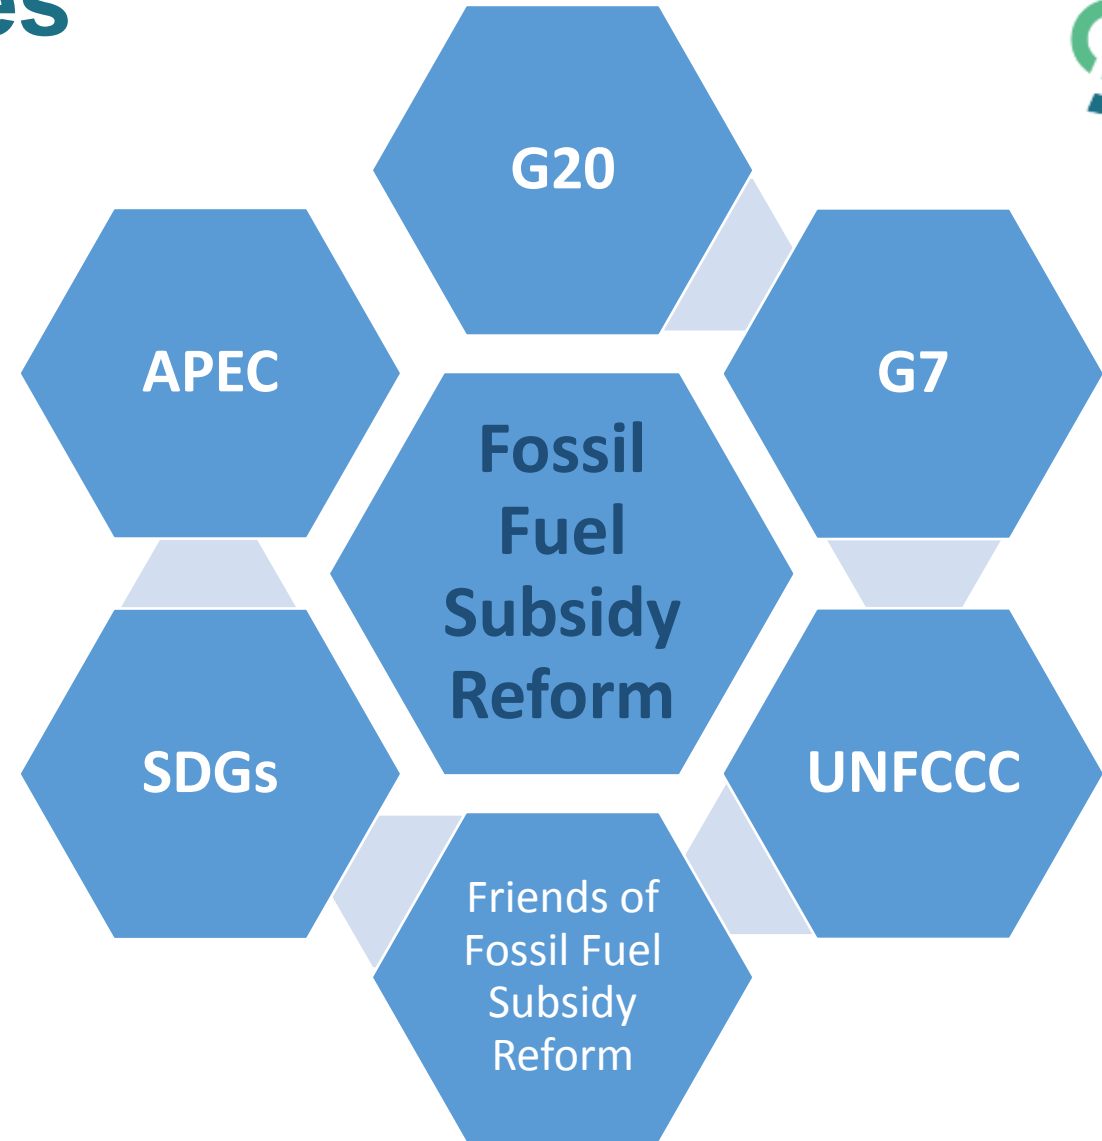 G20
APEC
G7
Fossil
Fuel
Subsidy
Reform
SDGs
UNFCCC
Friends of
Fossil Fuel
Subsidy
Reform